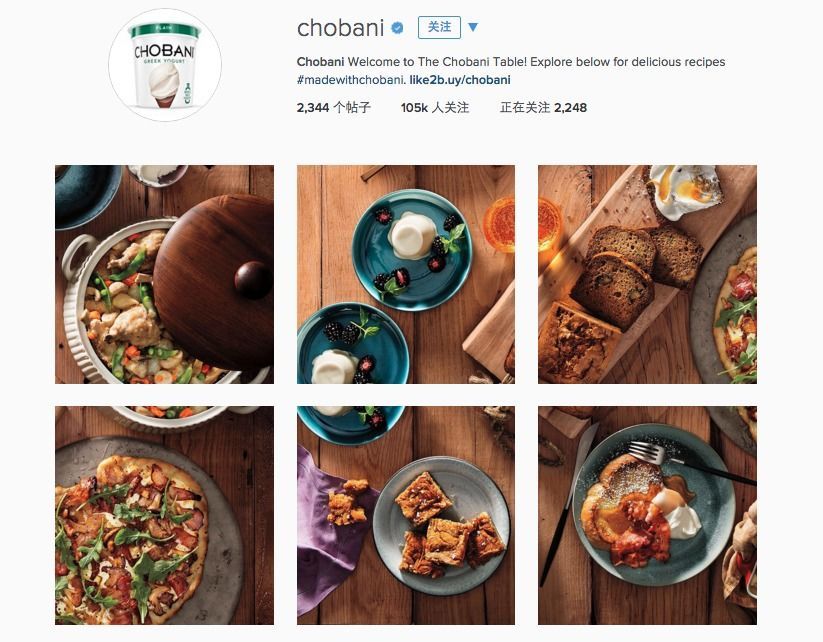 PLAIN
CHOBANI
GREEK YOGURT
chobani 关注
Chobani Welcome to The Chobani Table! Explore below for delicious recipes
#madewithchobani. like2b.uy/chobani
2,344 个帖子 105k 人关注 正在关注 2,248